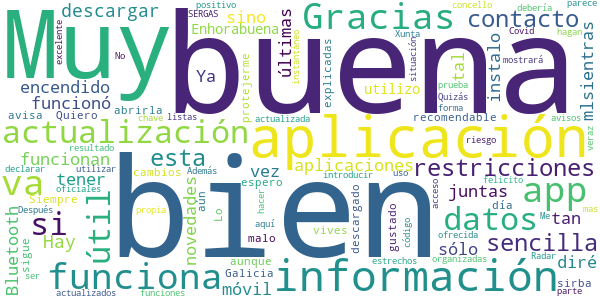 Muy
buena
bien
aplicación
información
actualización
funciona
Gracias
restricciones
datos
app
útil
va
si
esta
sencilla
contacto
descargar
sino
Enhorabuena
últimas
Ya
utilizo
tal
explicadas
protejerme
instantáneo
positivo
SERGAS
No
excelente
encendido
funcionó
avisa
Quiero
abrirla
chave
listas
actualizada
situación
Xunta
Covid
mostrará
prueba
Quizás
forma
recomendable
avisos
riesgo
instalo
mlsientras
debería
concello
parece
hagan
veraz
funcionan
resultado
declarar
utilizar
oficiales
tener
vez
aplicaciones
cambios
Además
introducir
uso
acceso
código
juntas
día
felicito
Me
tan
mas
Siempre
Hay
Bluetooth
Después
sigue
ser
novedades
aún
Lo
espero
aquí
hacer
malo
vives
descargado
gustado
sólo
ofrecida
organizadas
Radar
diré
propia
aunque
Galicia
móvil
estrechos
sirba
parte
actualizados
funciones